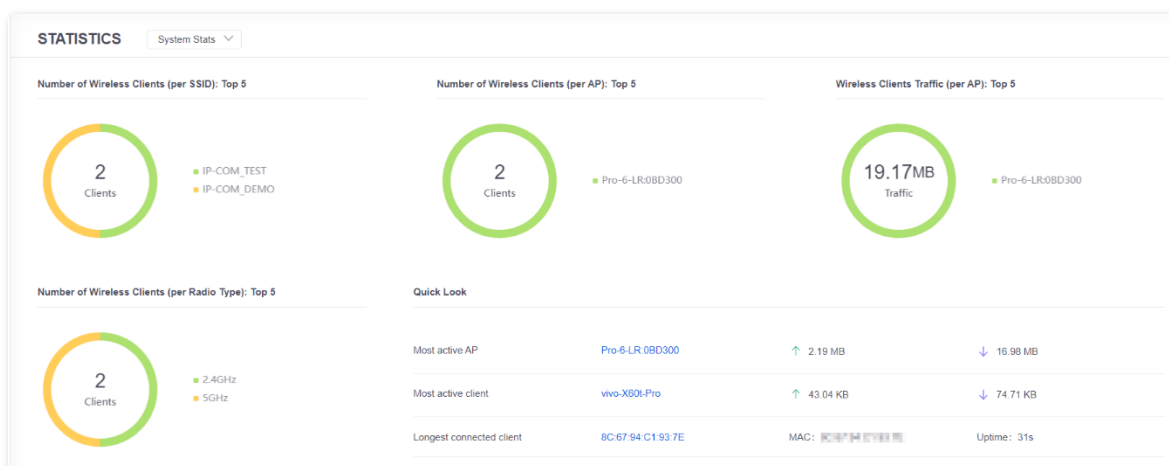 STATISTICS System Stats
Number of Wireless Clients (per SSID): Top 5
2
Clients
IP-COM_TEST
IP-COM_DEMO
Number of Wireless Clients (per AP): Top 5
2
Clients
Pro-6-LR:0BD300
Wireless Clients Traffic (per AP): Top 5
19.17MB
Traffic
Pro-6-LR:0BD300
Number of Wireless Clients (per Radio Type): Top 5
2
Clients
2.4GHz
5GHz
Quick Look
Most active AP Pro-6-LR:0BD300 ↑ 2.19 MB ↓ 16.98 MB
Most active client vivo-X60t-Pro ↑ 43.04 KB ↓ 74.71 KB
Longest connected client 8C:67:94:C1:93:7E MAC: Uptime: 31s